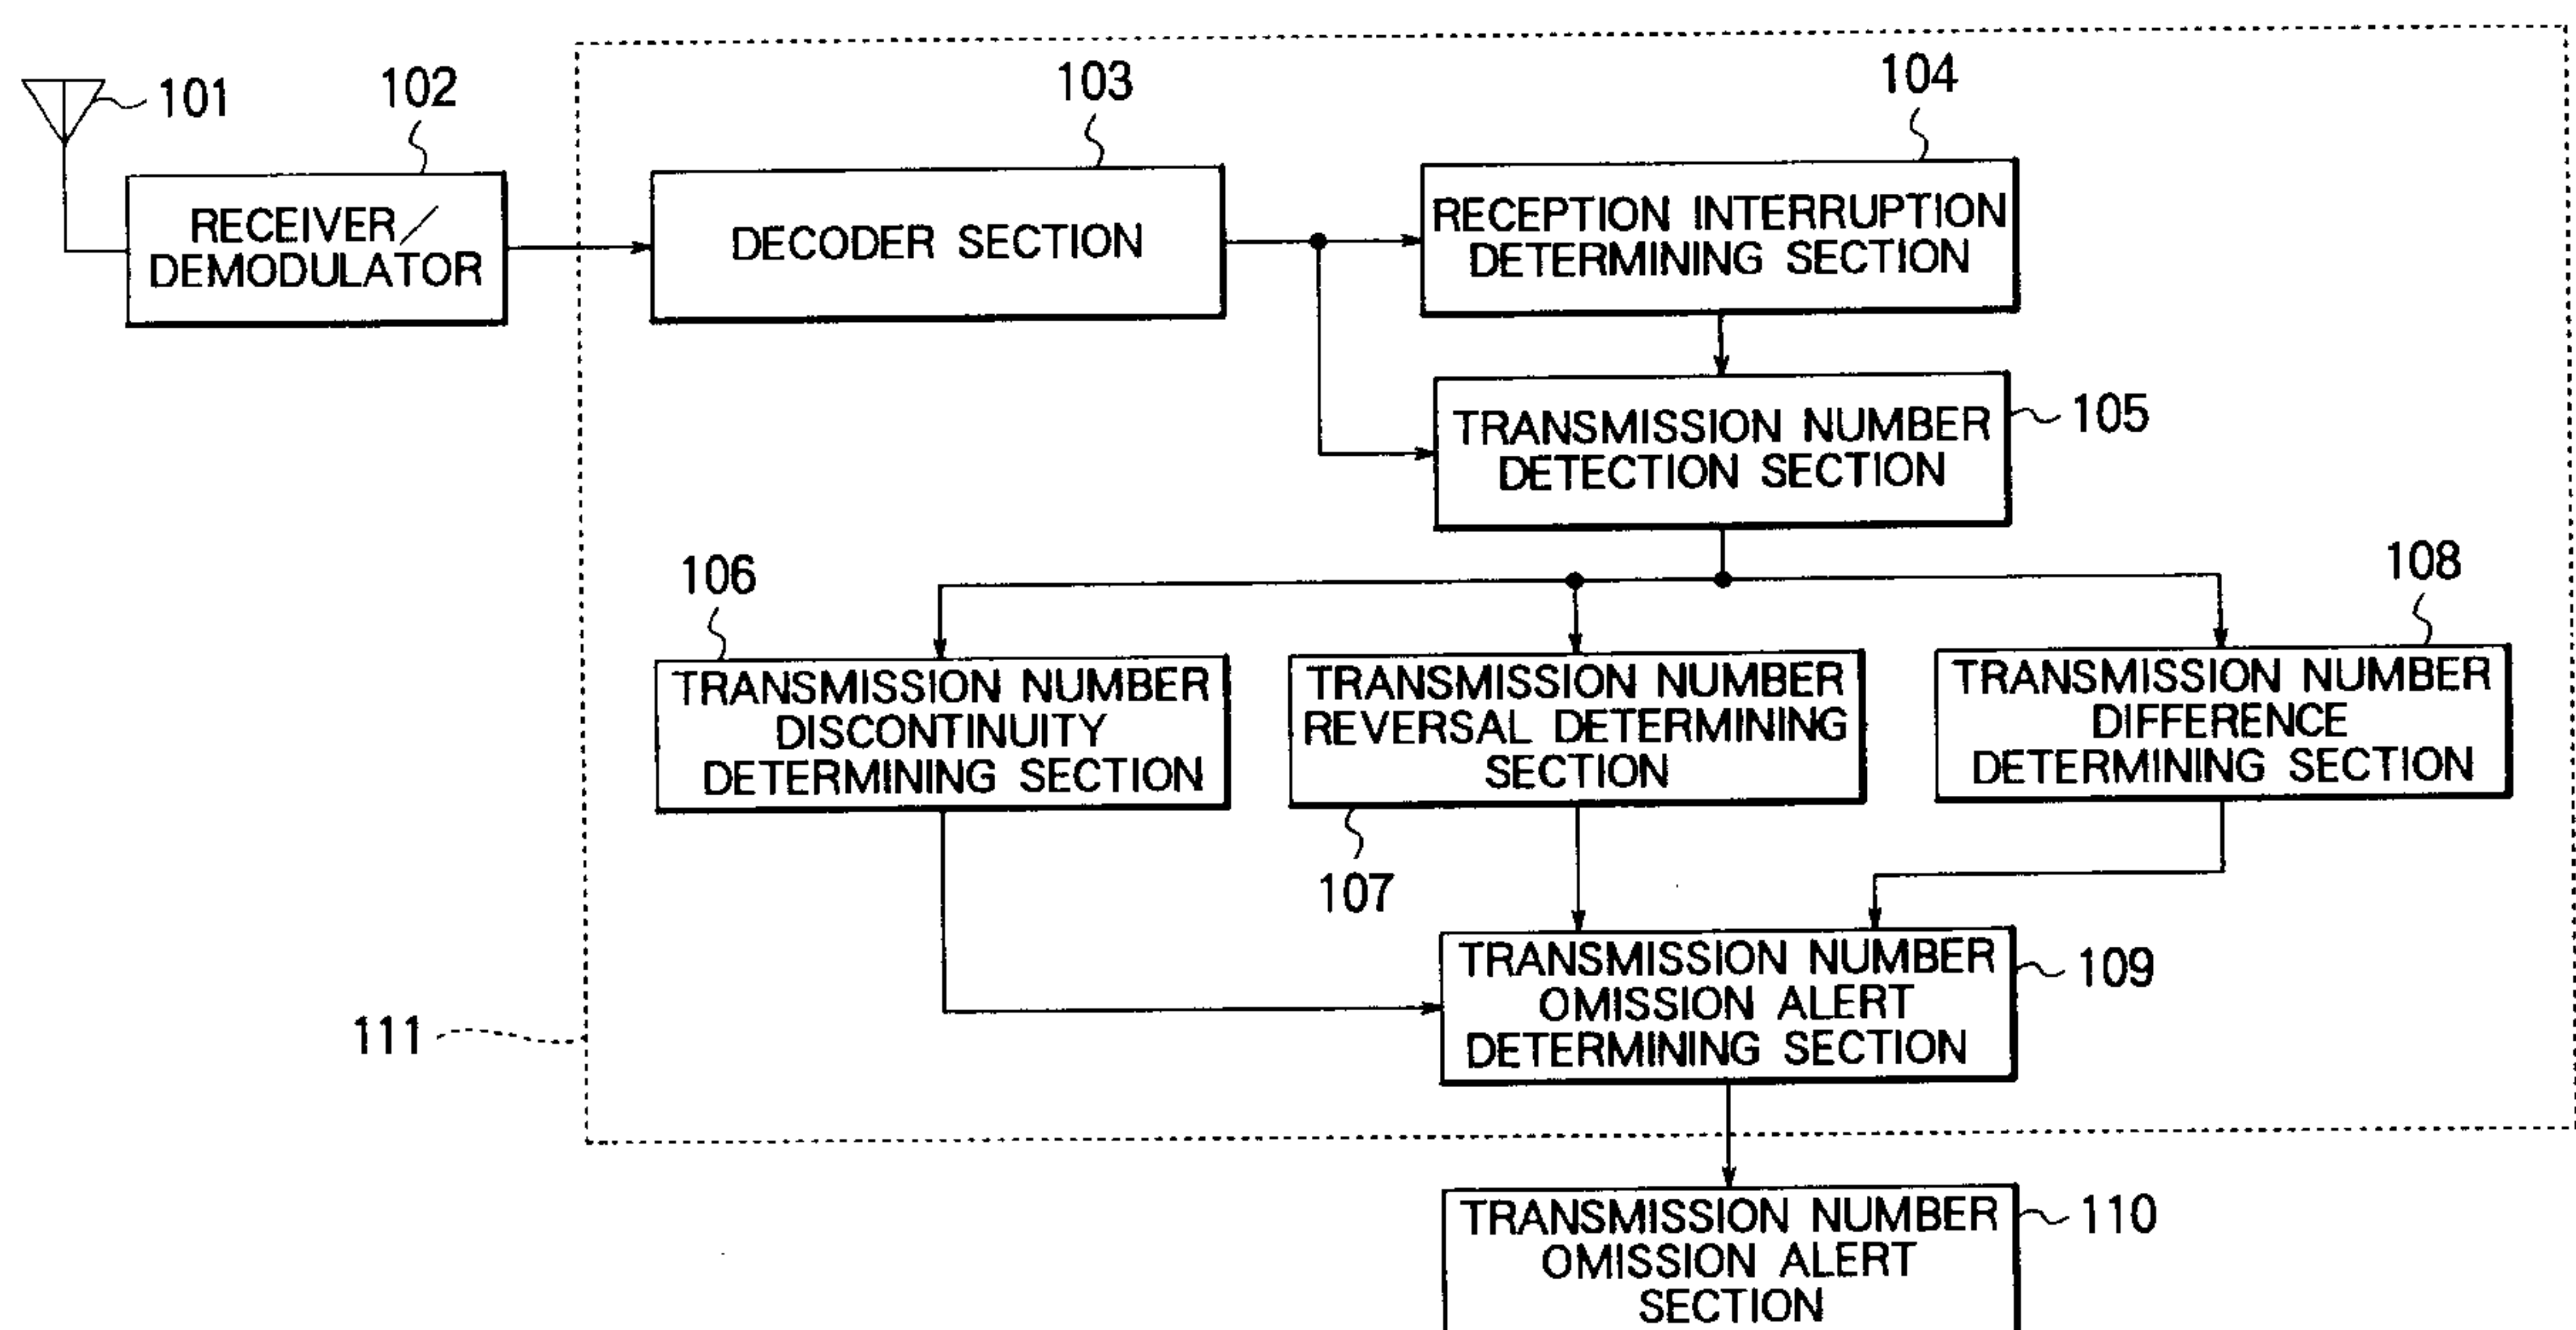 101
102
RECEIVER/
DEMODULATOR
103
DECODER SECTION
104
RECEPTION INTERRUPTION
DETERMINING SECTION
TRANSMISSION NUMBER
DETECTION SECTION
105
106
TRANSMISSION NUMBER
DISCONTINUITY
DETERMINING SECTION
TRANSMISSION NUMBER
REVERSAL DETERMINING
SECTION
107
108
TRANSMISSION NUMBER
DIFFERENCE
DETERMINING SECTION
TRANSMISSION NUMBER
OMISSION ALERT
DETERMINING SECTION
109
111
TRANSMISSION NUMBER
OMISSION ALERT
SECTION
110